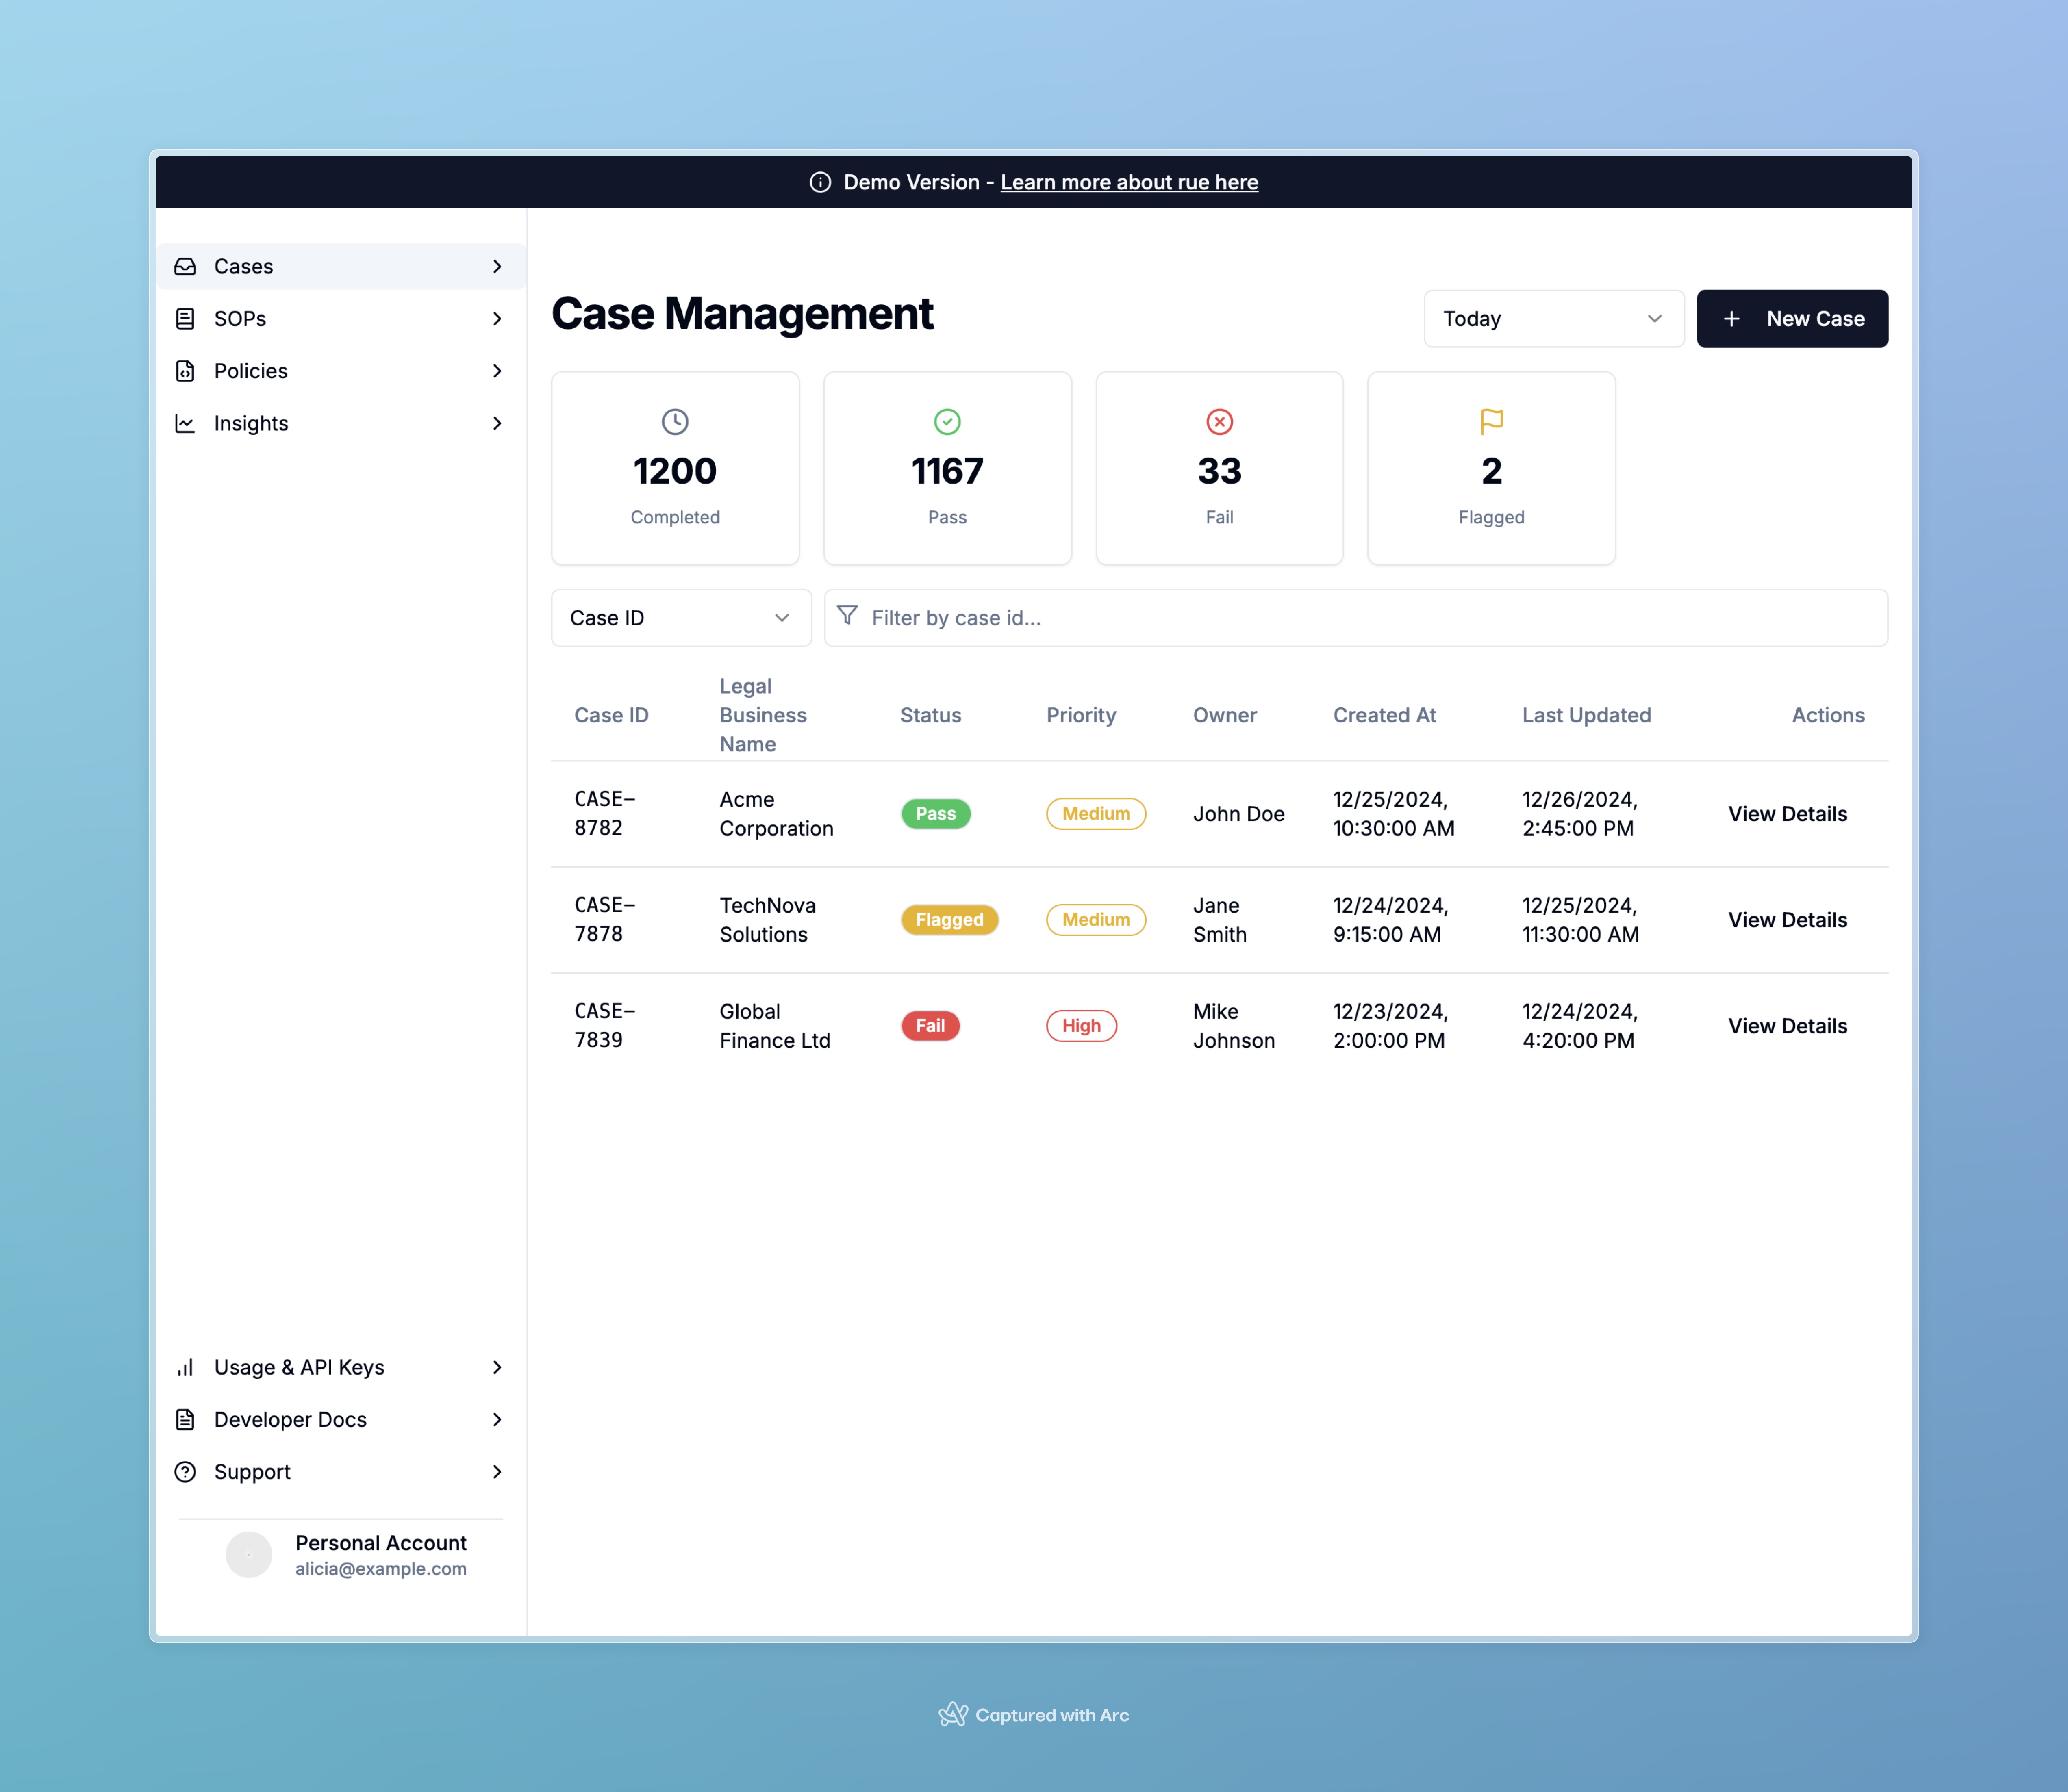 Demo Version - Learn more about rue here
Cases
SOPs
Policies
Insights
Usage & API Keys
Developer Docs
Support
Personal Account
alicia@example.com
Case Management
Today
New Case
1200
Completed
1167
Pass
33
Fail
2
Flagged
Case ID
Filter by case id...
Case ID
Legal
Business
Name
Status
Priority
Owner
Created At
Last Updated
Actions
CASE-
8782
Acme
Corporation
Pass
Medium
John Doe
12/25/2024,
10:30:00 AM
12/26/2024,
2:45:00 PM
View Details
CASE-
7878
TechNova
Solutions
Flagged
Medium
Jane
Smith
12/24/2024,
9:15:00 AM
12/25/2024,
11:30:00 AM
View Details
CASE-
7839
Global
Finance Ltd
Fail
High
Mike
Johnson
12/23/2024,
2:00:00 PM
12/24/2024,
4:20:00 PM
View Details
Captured with Arc